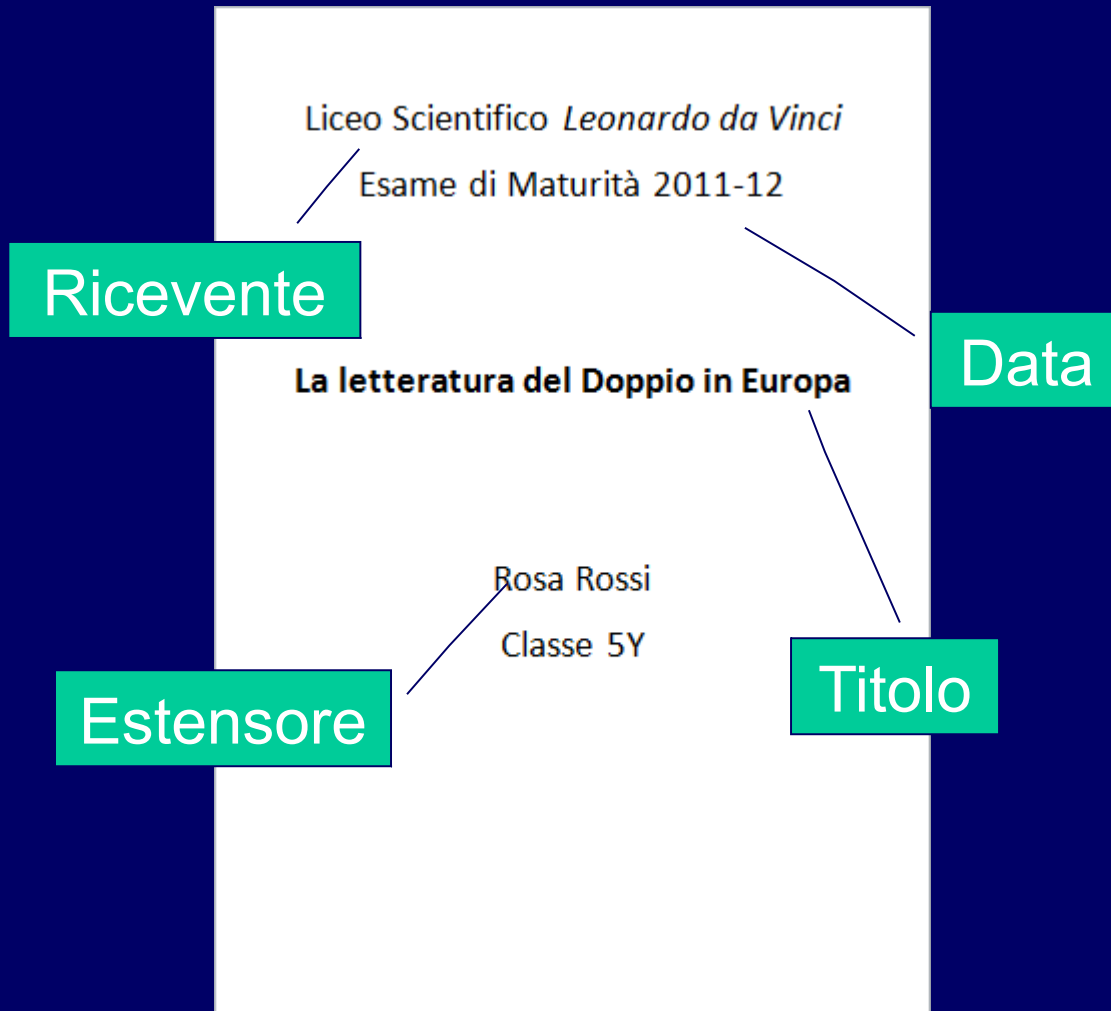 Liceo Scientifico Leonardo da Vinci
Esame di Maturità 2011-12
Ricevente
Data
La letteratura del Doppio in Europa
Rosa Rossi
Classe 5Y
Titolo
Estensore